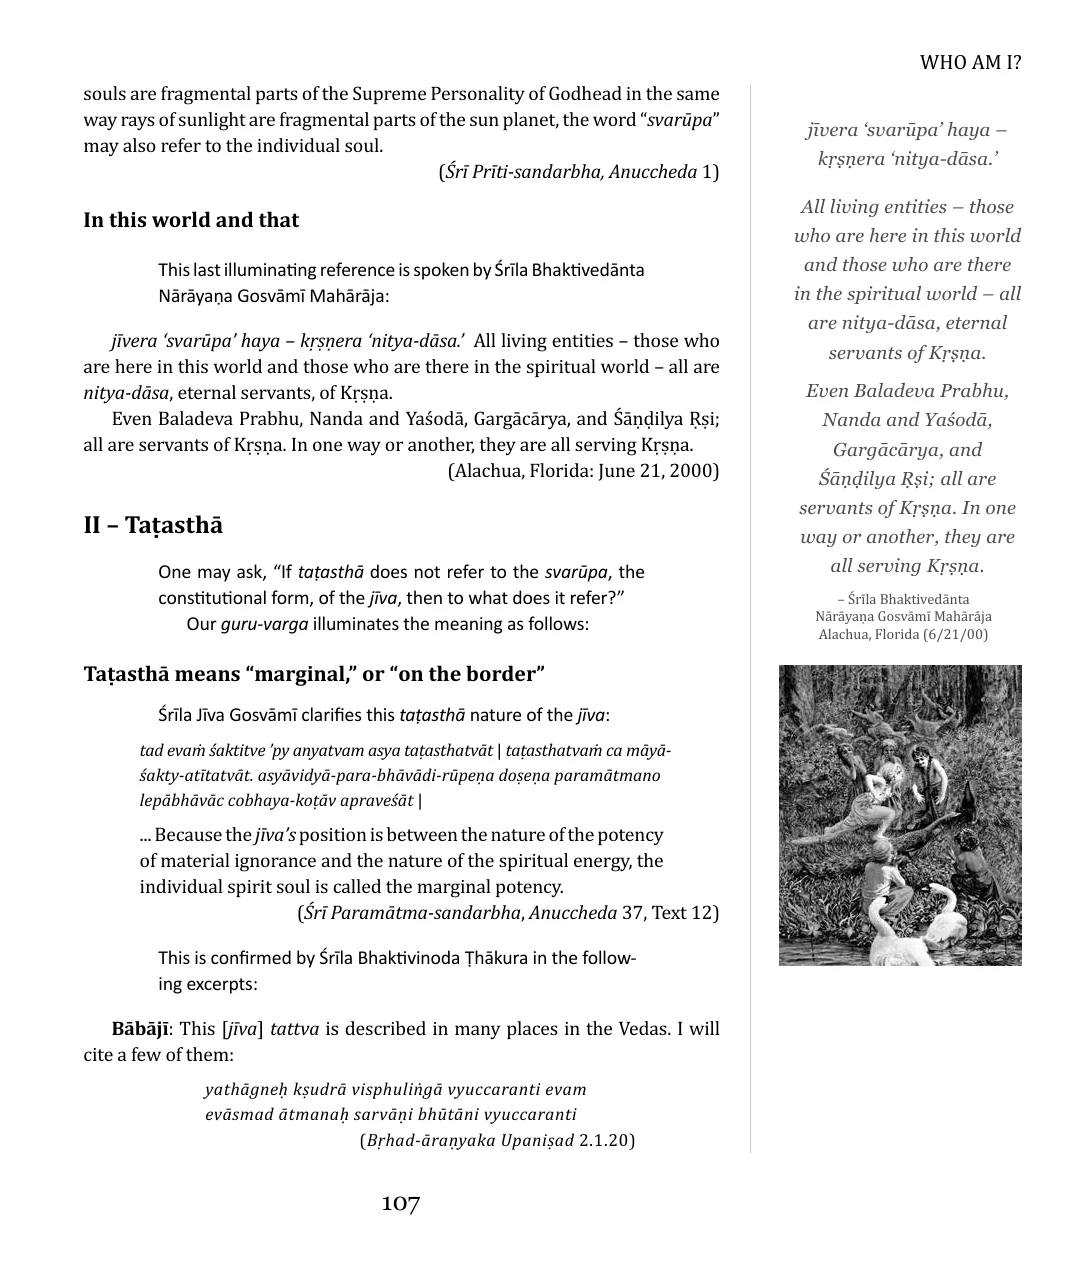 WHO AM I?
souls are fragmental parts of the Supreme Personality of Godhead in the same
way rays of sunlight are fragmental parts of the sun planet, the word “svarūpa”
may also refer to the individual soul.
(Śrī Prīti-sandarbha, Anuccheda 1)
In this world and that
This last illuminating reference is spoken by Śrīla Bhaktivedānta
Nārāyaṇa Gosvāmī Mahārāja:
jīvera ‘svarūpa’ haya – kṛṣṇera ‘nitya-dāsa.’ All living entities – those who
are here in this world and those who are there in the spiritual world – all are
nitya-dāsa, eternal servants, of Kṛṣṇa.
Even Baladeva Prabhu, Nanda and Yaśodā, Gargācārya, and Śāṇḍilya Ṛṣi;
all are servants of Kṛṣṇa. In one way or another, they are all serving Kṛṣṇa.
(Alachua, Florida: June 21, 2000)
II – Taṭasthā
One may ask, “If taṭasthā does not refer to the svarūpa, the
constitutional form, of the jīva, then to what does it refer?”
Our guru-varga illuminates the meaning as follows:
Taṭasthā means “marginal,” or “on the border”
Śrīla Jīva Gosvāmī clarifies this taṭasthā nature of the jīva:
tad evaṁ śaktitve ’py anyatvam asya taṭasthatvāt | taṭasthatvaṁ ca māyā-
śakty-atītatvāt. asyāvidyā-para-bhāvādi-rūpeṇa doṣeṇa paramātmano
lepābhāvāc cobhaya-koṭāv apraveśāt |
... Because the jīva’s position is between the nature of the potency
of material ignorance and the nature of the spiritual energy, the
individual spirit soul is called the marginal potency.
(Śrī Paramātma-sandarbha, Anuccheda 37, Text 12)
This is confirmed by Śrīla Bhaktivinoda Ṭhākura in the follow-
ing excerpts:
Bābājī: This [jīva] tattva is described in many places in the Vedas. I will
cite a few of them:
yathāgneḥ kṣudrā visphuliṅgā vyuccaranti evam
evāsmad ātmanaḥ sarvāṇi bhūtāni vyuccaranti
(Bṛhad-āraṇyaka Upaniṣad 2.1.20)
jīvera ‘svarūpa’ haya –
kṛṣṇera ‘nitya-dāsa.’
All living entities – those
who are here in this world
and those who are there
in the spiritual world – all
are nitya-dāsa, eternal
servants of Kṛṣṇa.
Even Baladeva Prabhu,
Nanda and Yaśodā,
Gargācārya, and
Śāṇḍilya Ṛṣi; all are
servants of Kṛṣṇa. In one
way or another, they are
all serving Kṛṣṇa.
– Śrīla Bhaktivedānta
Nārāyaṇa Gosvāmī Mahārāja
Alachua, Florida (6/21/00)
107